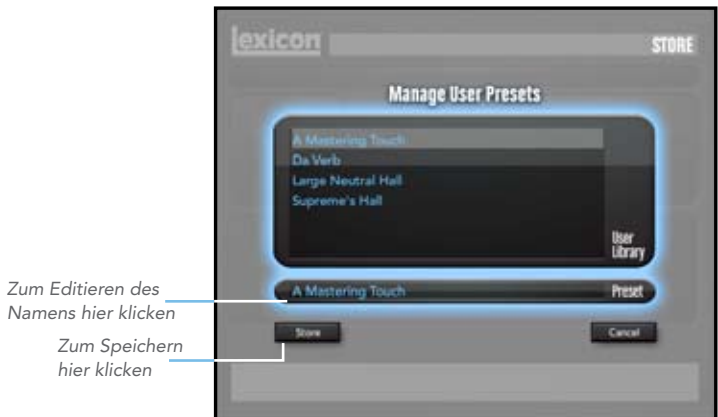 lexicon
STORE
Manage User Presets
A Mastering Touch
Da Verb
Large Neutral Hall
Supreme's Hall
User
Library
Zum Editieren des
Namens hier klicken
A Mastering Touch
Preset
Store
Cancel
Zum Speichern
hier klicken